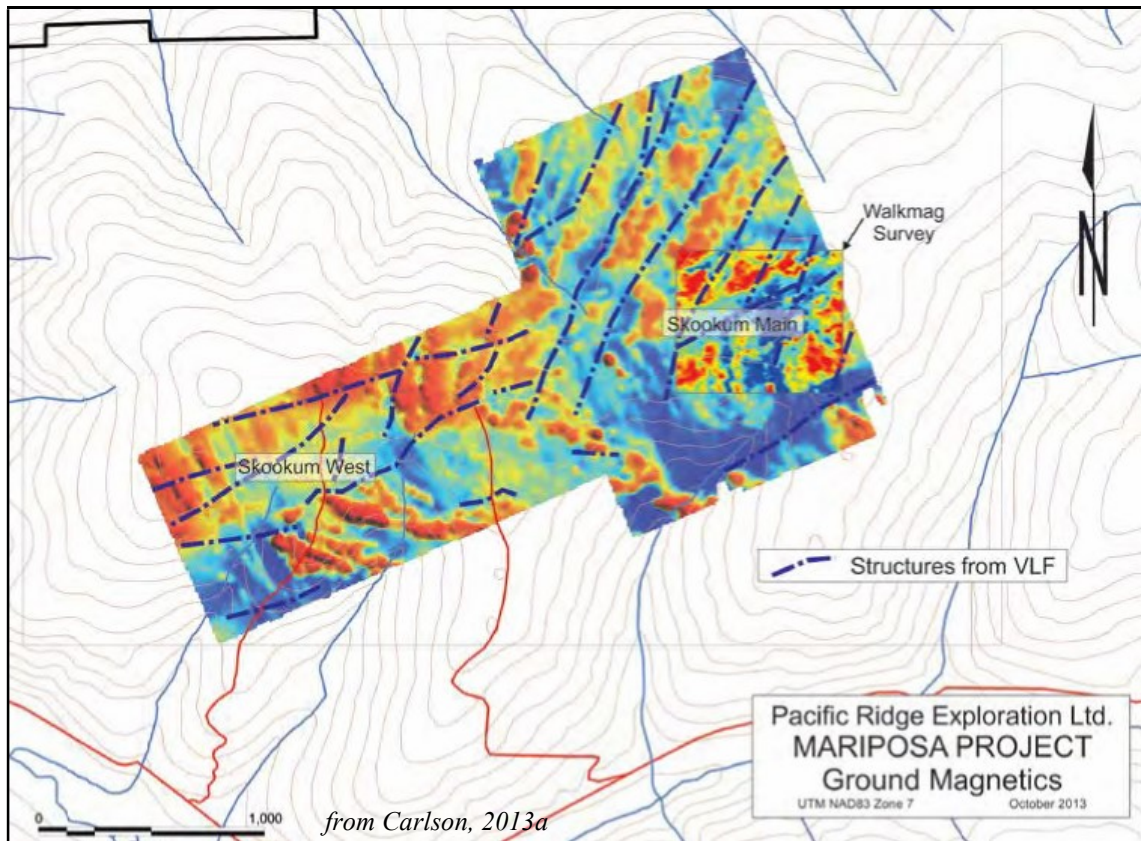 Walkmag
Survey
Skookum Main
Skookum West
Structures from VLF
N
Pacific Ridge Exploration Ltd.
MARIPOSA PROJECT
Ground Magnetics
UTM NAD83 Zone 7 October 2013
0 1,000
from Carlson, 2013a